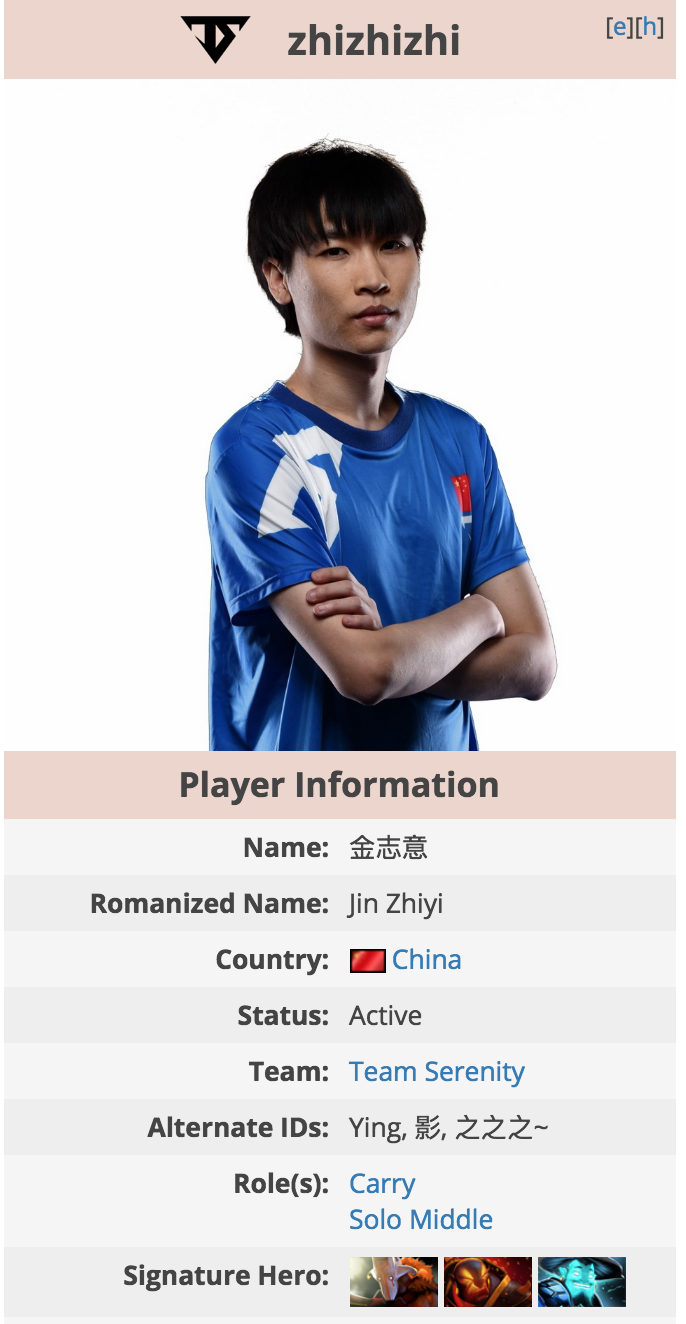 zhizhizhi
[e][h]
Player Information
Name: 金志意
Romanized Name: Jin Zhiyi
Country: China
Status: Active
Team: Team Serenity
Alternate IDs: Ying, 影, 之之之~
Role(s): Carry
Solo Middle
Signature Hero: